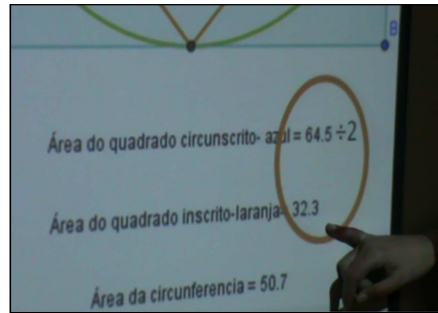 B
Área do quadrado circunscrito- azul = 64.5 ÷2
Área do quadrado inscrito-laranja= 32.3
Área da circunferencia = 50.7